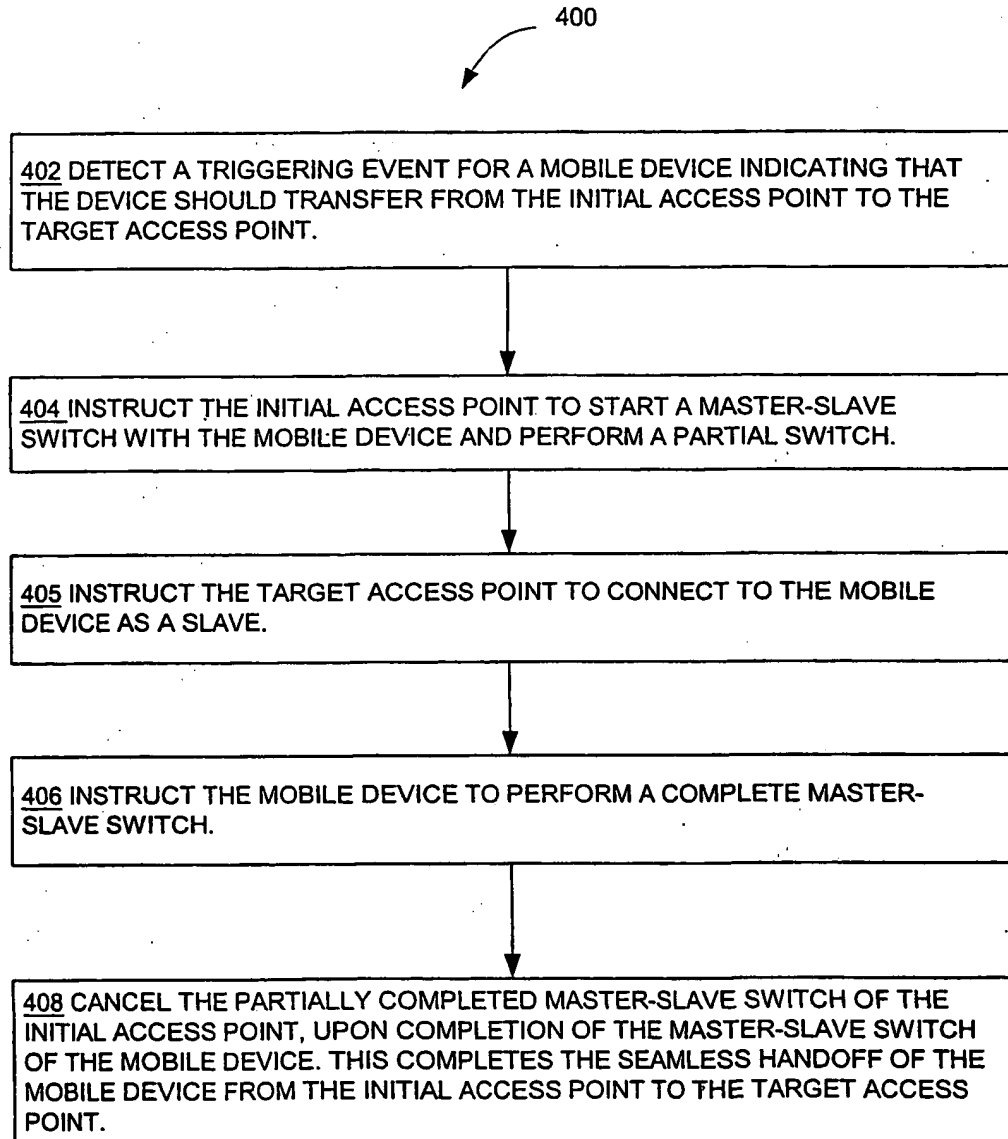 400
402 DETECT A TRIGGERING EVENT FOR A MOBILE DEVICE INDICATING THAT
THE DEVICE SHOULD TRANSFER FROM THE INITIAL ACCESS POINT TO THE
TARGET ACCESS POINT.
404 INSTRUCT THE INITIAL ACCESS POINT TO START A MASTER-SLAVE
SWITCH WITH THE MOBILE DEVICE AND PERFORM A PARTIAL SWITCH.
405 INSTRUCT THE TARGET ACCESS POINT TO CONNECT TO THE MOBILE
DEVICE AS A SLAVE.
406 INSTRUCT THE MOBILE DEVICE TO PERFORM A COMPLETE MASTER-
SLAVE SWITCH.
408 CANCEL THE PARTIALLY COMPLETED MASTER-SLAVE SWITCH OF THE
INITIAL ACCESS POINT, UPON COMPLETION OF THE MASTER-SLAVE SWITCH
OF THE MOBILE DEVICE. THIS COMPLETES THE SEAMLESS HANDOFF OF THE
MOBILE DEVICE FROM THE INITIAL ACCESS POINT TO THE TARGET ACCESS
POINT.